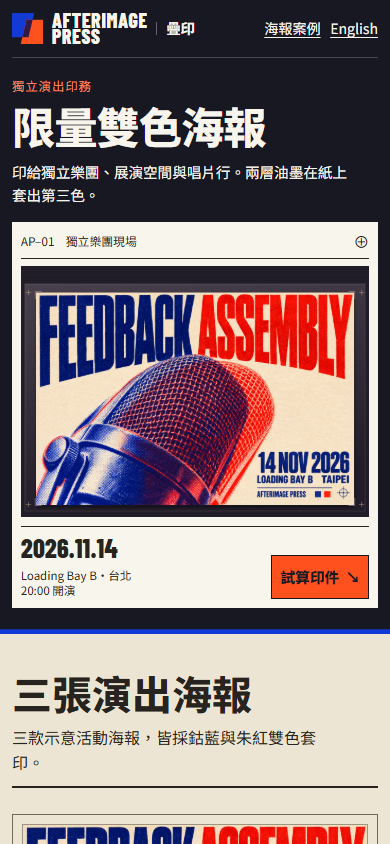 AFTERIMAGE
PRESS
疊印
海報案例 English
獨立演出印務
限量雙色海報
印給獨立樂團、展演空間與唱片行。兩層油墨在紙上
套出第三色。
AP–01 獨立樂團現場
FEEDBACK ASSEMBLY
14 NOV 2026
LOADING BAY B TAIPEI
AFTERIMAGE PRESS
2026.11.14
Loading Bay B・台北
20:00 開演
試算印件 ↘
三張演出海報
三款示意活動海報，皆採鈷藍與朱紅雙色套
印。
FEEDBACK ASSEMBLY